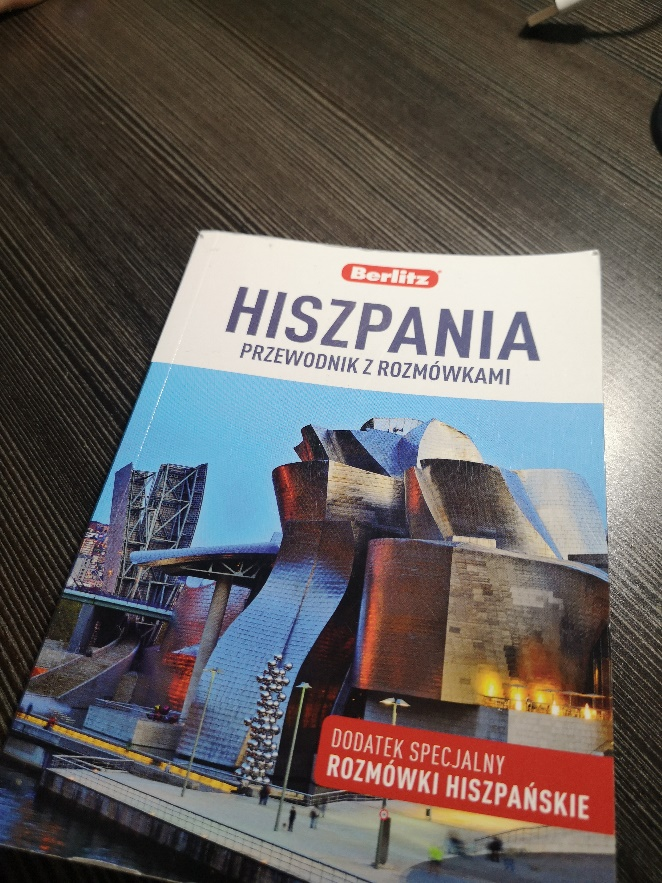 Berlitz
HISZPANIA
PRZEWODNIK Z ROZMÓWKAMI
DODATEK SPECJALNY
ROZMÓWKI HISZPAŃSKIE